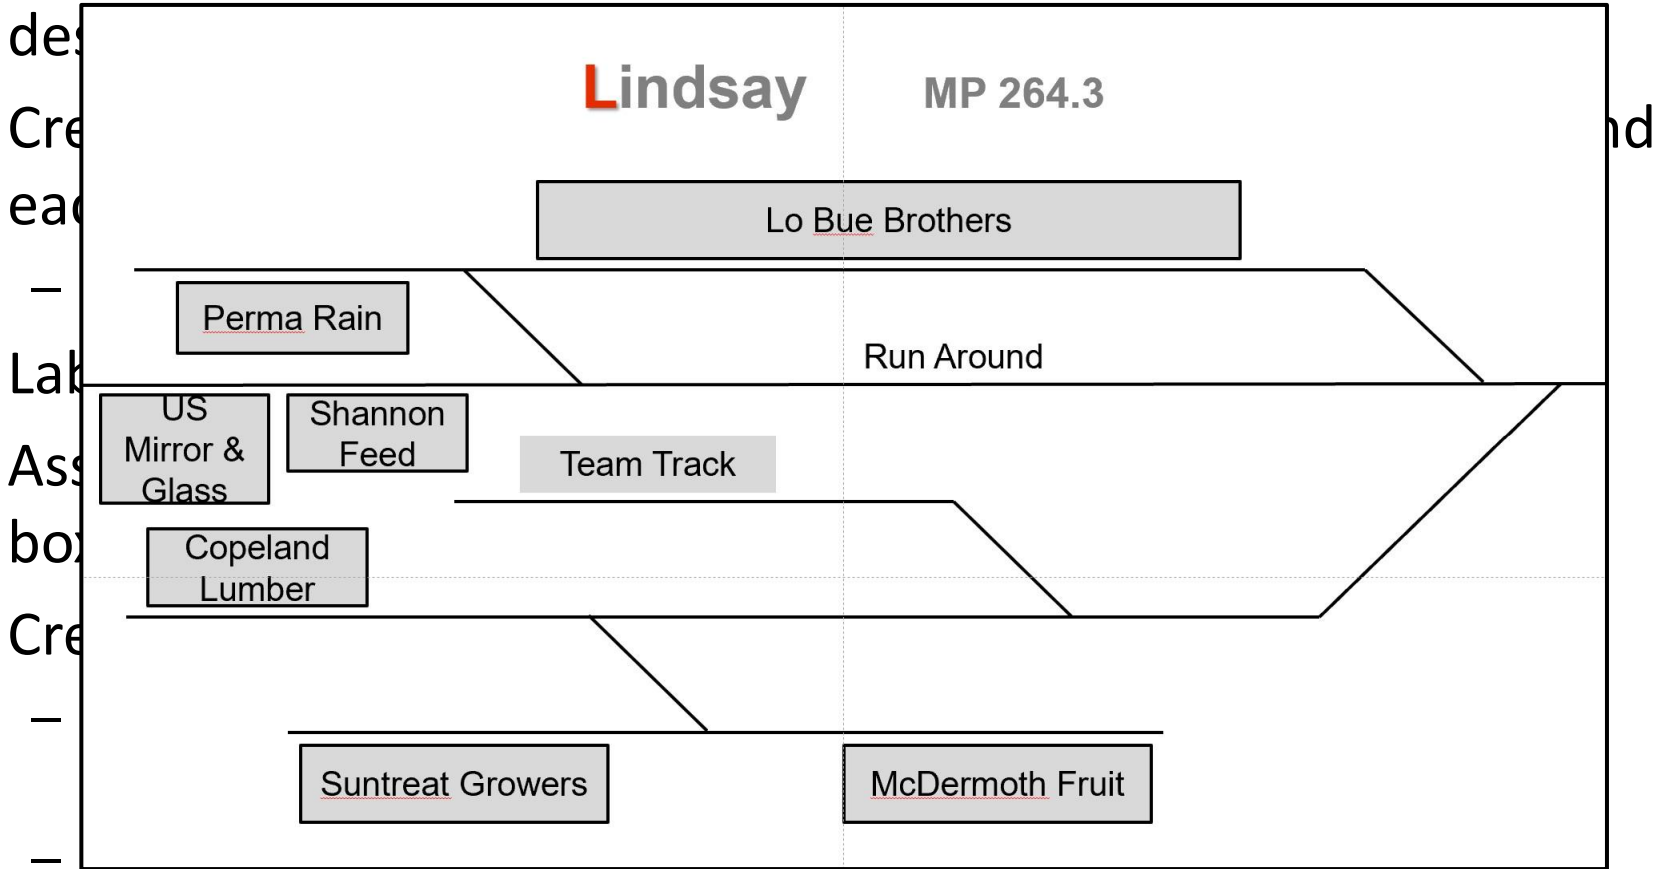 Lindsay MP 264.3
Lo Bue Brothers
Perma Rain
Run Around
US
Mirror &
Glass
Shannon
Feed
Team Track
Copeland
Lumber
Suntreat Growers
McDermoth Fruit